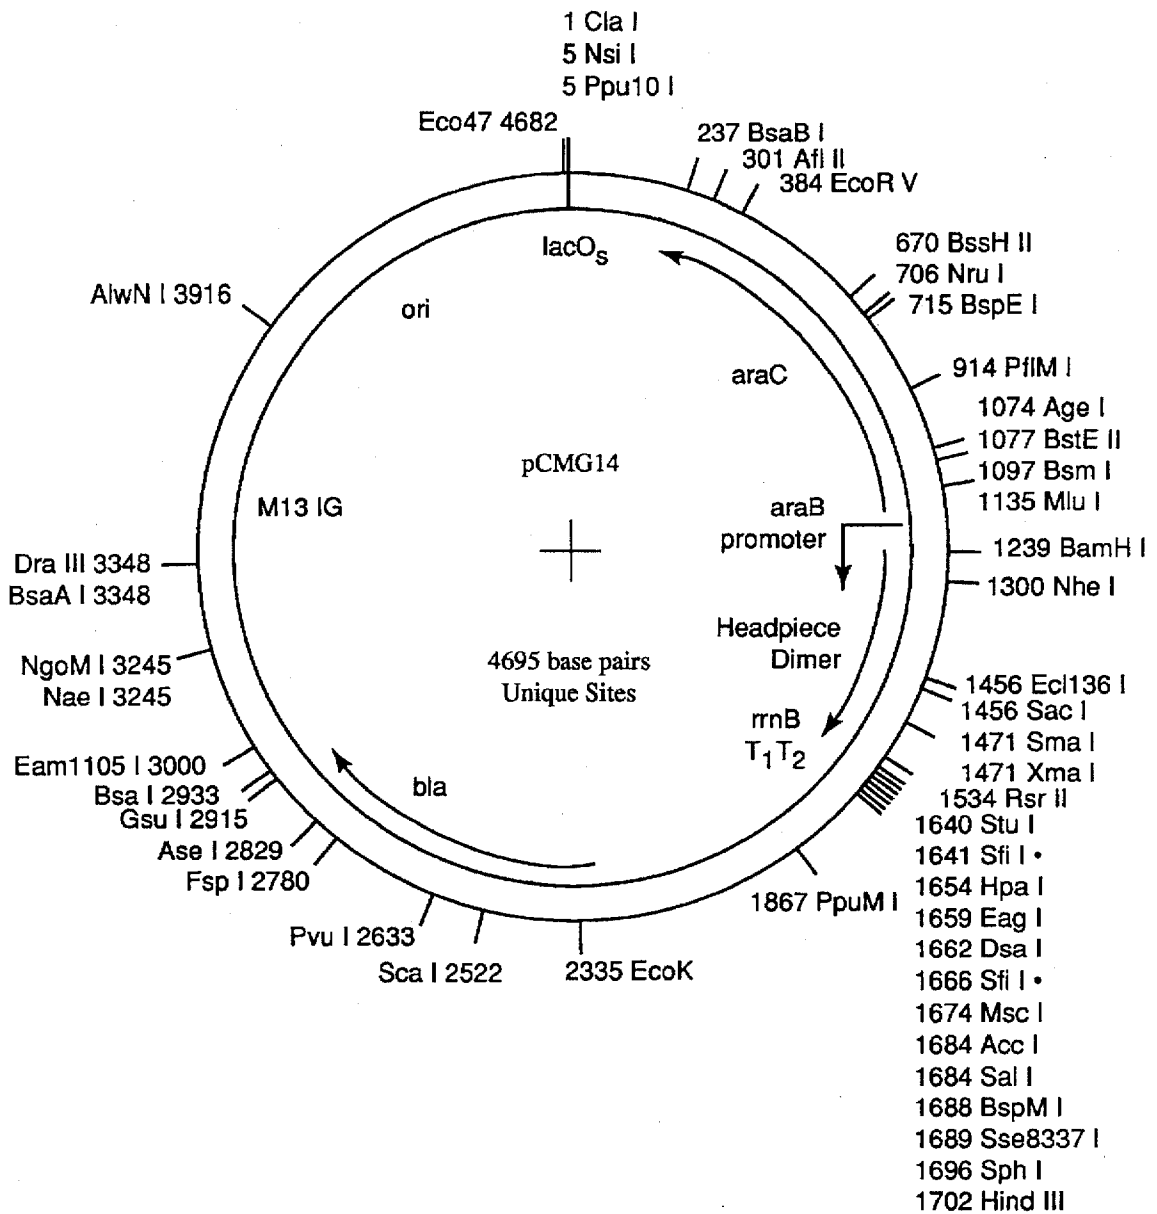 1 Cla I
5 Nsi I
5 Ppu10 I
Eco47 4682
237 BsaB I
301 Afl II
384 EcoR V
lacOs
670 BssH II
706 Nru I
715 BspE I
AlwN I 3916
ori
araC
914 PflM I
1074 Age I
1077 BstE II
1097 Bsm I
1135 Mlu I
pCMG14
M13 IG
araB
promoter
1239 BamH I
1300 Nhe I
Dra III 3348
BsaA I 3348
Headpiece
Dimer
NgoM I 3245
Nae I 3245
4695 base pairs
Unique Sites
1456 Ecl136 I
1456 Sac I
1471 Sma I
1471 Xma I
1534 Rsr II
rrnB
T1T2
Eam1105 I 3000
Bsa I 2933
Gsu I 2915
Ase I 2829
Fsp I 2780
bla
1640 Stu I
1641 Sfi I •
1654 Hpa I
1659 Eag I
1662 Dsa I
1666 Sfi I •
1674 Msc I
1684 Acc I
1684 Sal I
1688 BspM I
1689 Sse8337 I
1696 Sph I
1702 Hind III
1867 PpuM I
Pvu I 2633
Sca I 2522
2335 EcoK